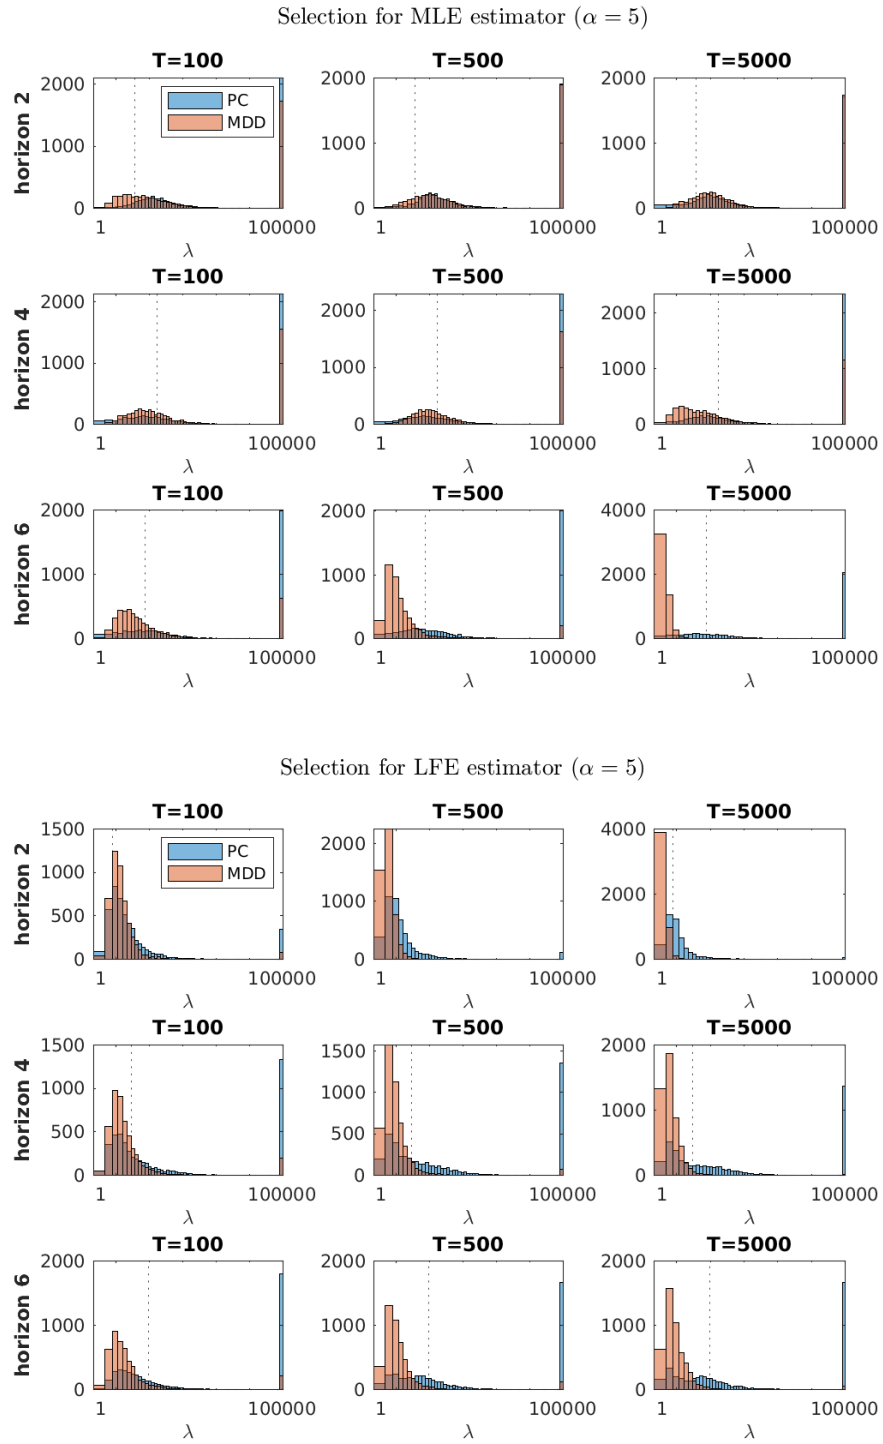 Selection for MLE estimator (α = 5)
T=100 T=500 T=5000
horizon 2
2000 1000 0
2000 1000 0
2000 1000 0
PC
MDD
1 100000 1 100000 1 100000
λ λ λ
T=100 T=500 T=5000
horizon 4
2000 1000 0
2000 1000 0
2000 1000 0
1 100000 1 100000 1 100000
λ λ λ
T=100 T=500 T=5000
horizon 6
2000 1000 0
2000 1000 0
4000 2000 0
1 100000 1 100000 1 100000
λ λ λ
Selection for LFE estimator (α = 5)
T=100 T=500 T=5000
horizon 2
1500 1000 500 0
2000 1000 0
4000 2000 0
PC
MDD
1 100000 1 100000 1 100000
λ λ λ
T=100 T=500 T=5000
horizon 4
1500 1000 500 0
1500 1000 500 0
2000 1000 0
1 100000 1 100000 1 100000
λ λ λ
T=100 T=500 T=5000
horizon 6
2000 1000 0
2000 1000 0
2000 1000 0
1 100000 1 100000 1 100000
λ λ λ